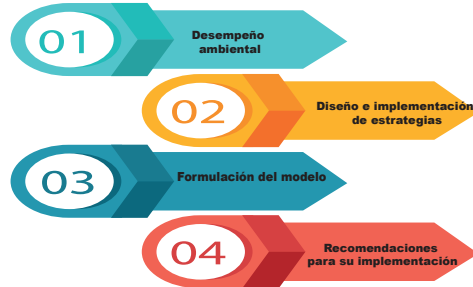 01
Desempeño
ambiental
02
Diseño e implementación
de estrategias
03
Formulación del modelo
04
Recomendaciones
para su implementación